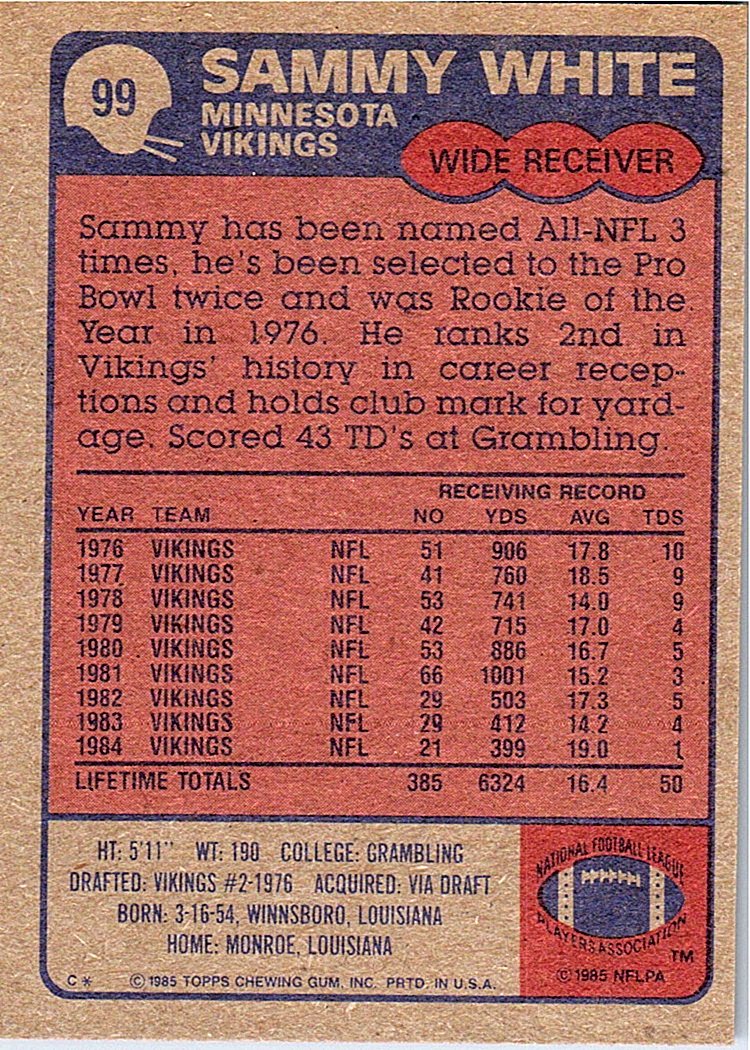 99
SAMMY WHITE
MINNESOTA
VIKINGS
WIDE RECEIVER
Sammy has been named All-NFL 3
times, he's been selected to the Pro
Bowl twice and was Rookie of the
Year in 1976. He ranks 2nd in
Vikings' history in career recep-
tions and holds club mark for yard-
age. Scored 43 TD's at Grambling.
RECEIVING RECORD
YEAR TEAM NO YDS AVG TDS
1976 VIKINGS NFL 51 906 17.8 10
1977 VIKINGS NFL 41 760 18.5 9
1978 VIKINGS NFL 53 741 14.0 9
1979 VIKINGS NFL 42 715 17.0 4
1980 VIKINGS NFL 53 886 16.7 5
1981 VIKINGS NFL 66 1001 15.2 3
1982 VIKINGS NFL 29 503 17.3 5
1983 VIKINGS NFL 29 412 14.2 4
1984 VIKINGS NFL 21 399 19.0 1
LIFETIME TOTALS 385 6324 16.4 50
HT: 5'11" WT: 190 COLLEGE: GRAMBLING
DRAFTED: VIKINGS #2-1976 ACQUIRED: VIA DRAFT
BORN: 3-16-54, WINNSBORO, LOUISIANA
HOME: MONROE, LOUISIANA
C* © 1985 TOPPS CHEWING GUM, INC. PRTD. IN U.S.A.
NATIONAL FOOTBALL LEAGUE
PLAYERS ASSOCIATION
TM
© 1985 NFLPA